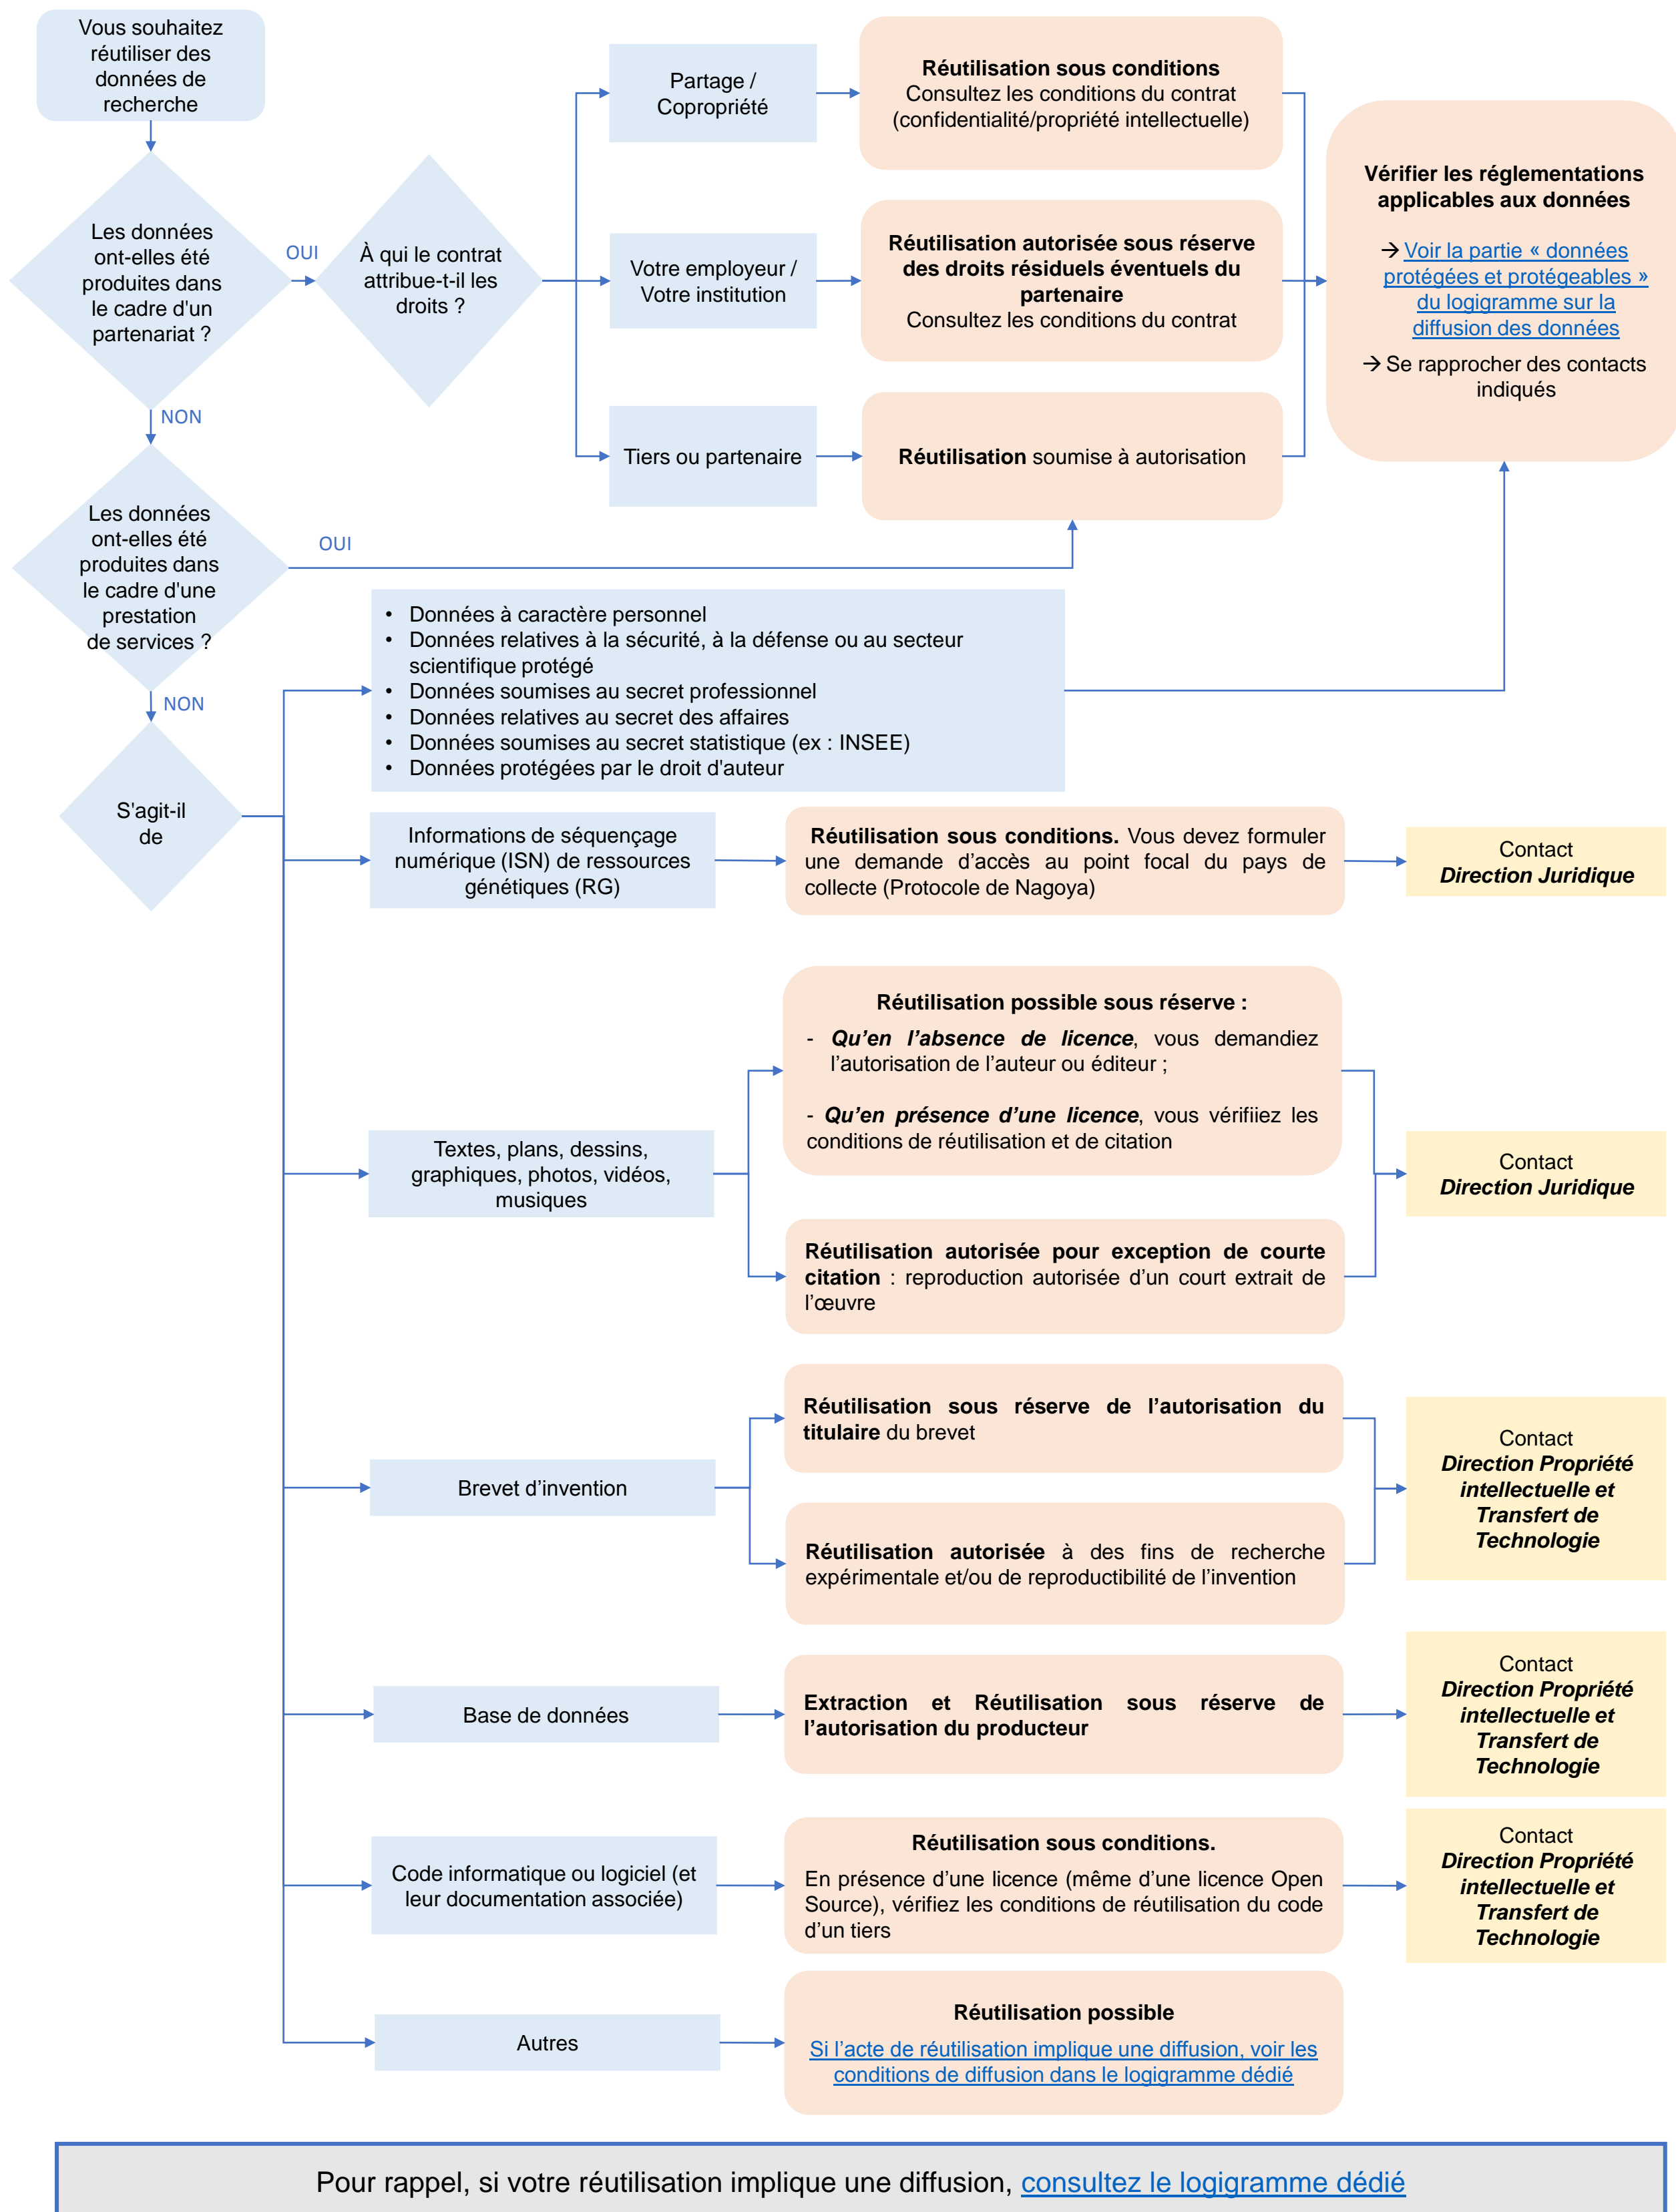 Vous souhaitez
réutiliser des
données de
recherche
Les données
ont-elles été
produites dans
le cadre d'un
partenariat ?
OUI
À qui le contrat
attribue-t-il les
droits ?
Partage /
Copropriété
Réutilisation sous conditions
Consultez les conditions du contrat
(confidentialité/propriété intellectuelle)
Votre employeur /
Votre institution
Réutilisation autorisée sous réserve
des droits résiduels éventuels du
partenaire
Consultez les conditions du contrat
Tiers ou partenaire
Réutilisation soumise à autorisation
Vérifier les réglementations
applicables aux données
→ Voir la partie « données
protégées et protégeables »
du logigramme sur la
diffusion des données
→ Se rapprocher des contacts
indiqués
NON
Les données
ont-elles été
produites dans
le cadre d'une
prestation
de services ?
OUI
NON
S'agit-il
de
• Données à caractère personnel
• Données relatives à la sécurité, à la défense ou au secteur
scientifique protégé
• Données soumises au secret professionnel
• Données relatives au secret des affaires
• Données soumises au secret statistique (ex : INSEE)
• Données protégées par le droit d'auteur
Informations de séquençage
numérique (ISN) de ressources
génétiques (RG)
Réutilisation sous conditions. Vous devez formuler
une demande d'accès au point focal du pays de
collecte (Protocole de Nagoya)
Contact
Direction Juridique
Textes, plans, dessins,
graphiques, photos, vidéos,
musiques
Réutilisation possible sous réserve :
- Qu'en l'absence de licence, vous demandiez
l'autorisation de l'auteur ou éditeur ;
- Qu'en présence d'une licence, vous vérifiiez les
conditions de réutilisation et de citation
Réutilisation autorisée pour exception de courte
citation : reproduction autorisée d'un court extrait de
l'œuvre
Contact
Direction Juridique
Brevet d'invention
Réutilisation sous réserve de l'autorisation du
titulaire du brevet
Réutilisation autorisée à des fins de recherche
expérimentale et/ou de reproductibilité de l'invention
Contact
Direction Propriété
intellectuelle et
Transfert de
Technologie
Base de données
Extraction et Réutilisation sous réserve de
l'autorisation du producteur
Contact
Direction Propriété
intellectuelle et
Transfert de
Technologie
Code informatique ou logiciel (et
leur documentation associée)
Réutilisation sous conditions.
En présence d'une licence (même d'une licence Open
Source), vérifiez les conditions de réutilisation du code
d'un tiers
Contact
Direction Propriété
intellectuelle et
Transfert de
Technologie
Autres
Réutilisation possible
Si l'acte de réutilisation implique une diffusion, voir les
conditions de diffusion dans le logigramme dédié
Pour rappel, si votre réutilisation implique une diffusion, consultez le logigramme dédié